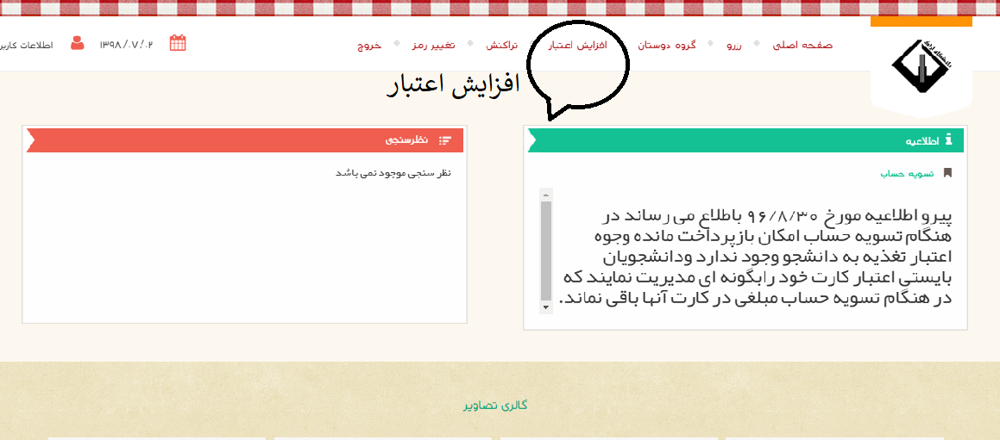 صفحه اصلی
رزرو
گروه دوستان
افزایش اعتبار
تراکنش
تغییر رمز
خروج
۱۳۹۸/۰۷/۰۲
اطلاعات کاربر
افزایش اعتبار
اطلاعیه
تسویه حساب
پیرو اطلاعیه مورخ ۹۶/۸/۳۰ باطلاع می رساند در
هنگام تسویه حساب امکان بازپرداخت مانده وجوه
اعتبار تغذیه به دانشجو وجود ندارد ودانشجویان
بایستی اعتبار کارت خود رابگونه ای مدیریت نمایند که
در هنگام تسویه حساب مبلغی در کارت آنها باقی نماند.
نظرسنجی
نظر سنجی موجود نمی باشد
گالری تصاویر